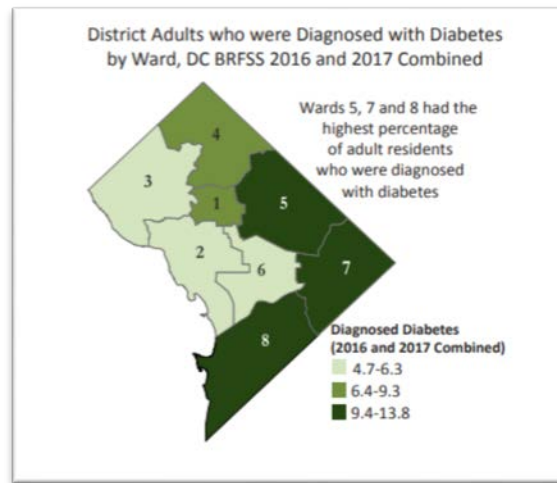 District Adults who were Diagnosed with Diabetes
by Ward, DC BRFSS 2016 and 2017 Combined
Wards 5, 7 and 8 had the
highest percentage
of adult residents
who were diagnosed
with diabetes
4
3
1
5
2
6
7
8
Diagnosed Diabetes
(2016 and 2017 Combined)
4.7-6.3
6.4-9.3
9.4-13.8